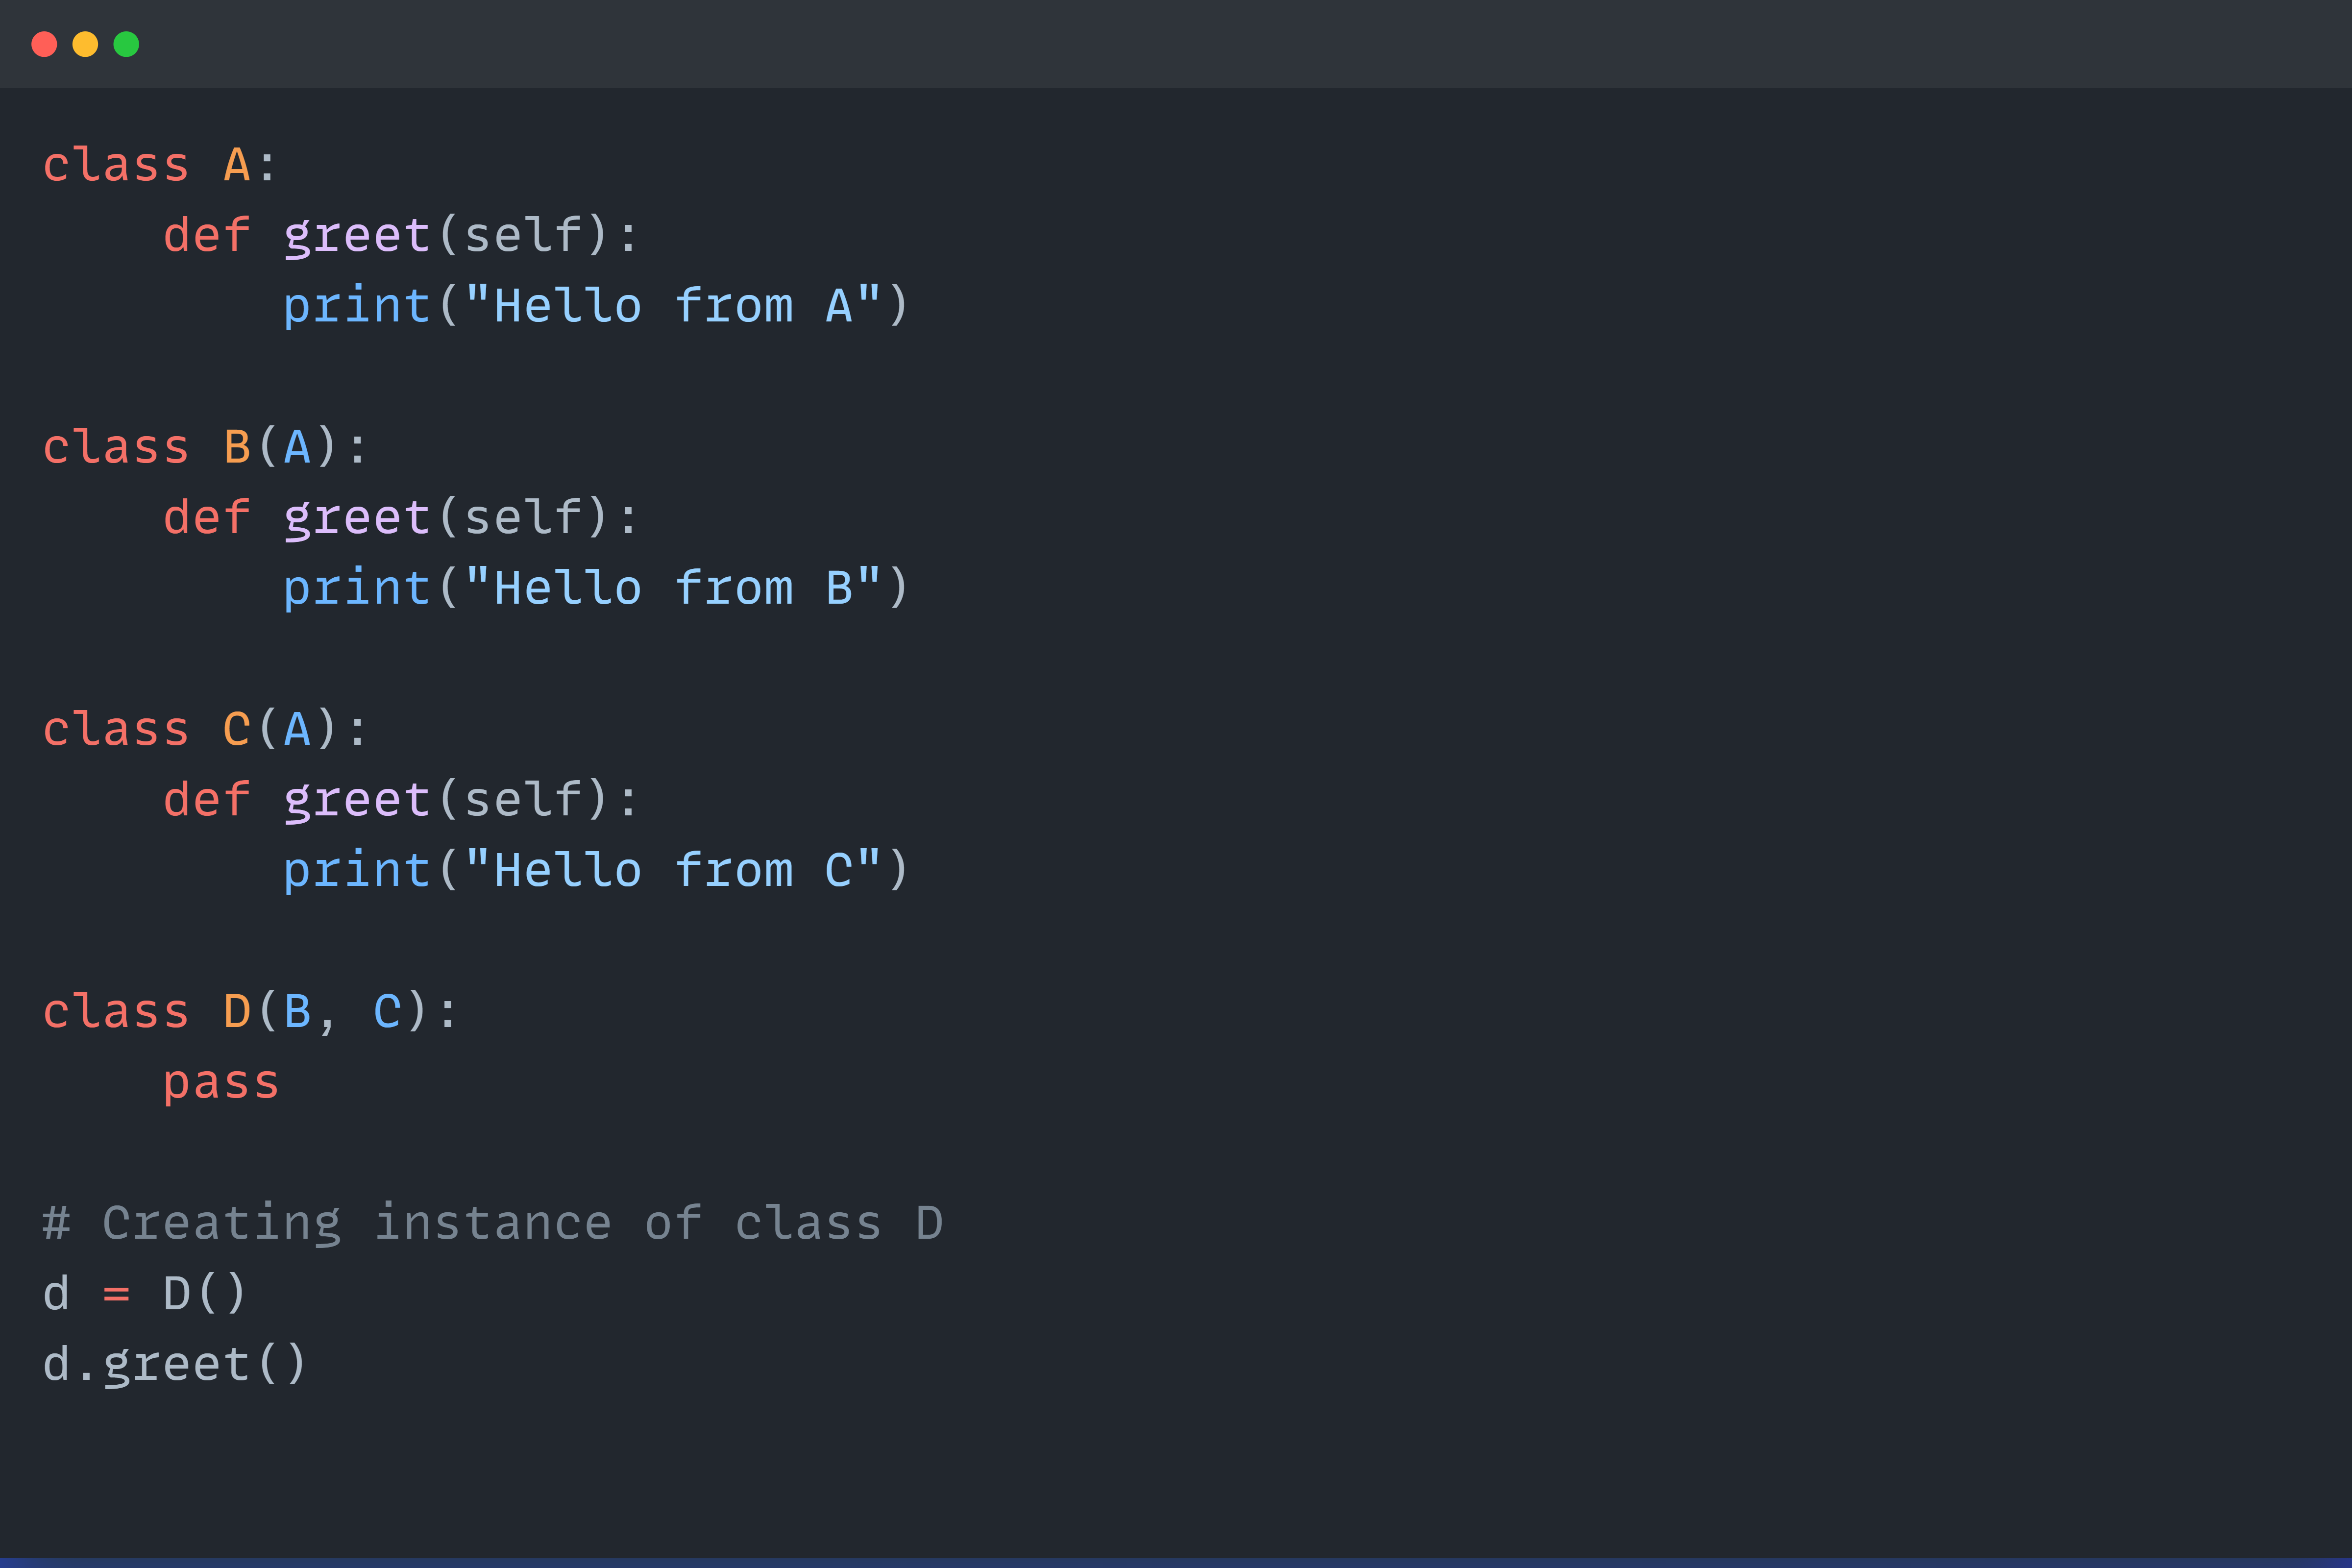 class A:
    def greet(self):
        print("Hello from A")

class B(A):
    def greet(self):
        print("Hello from B")

class C(A):
    def greet(self):
        print("Hello from C")

class D(B, C):
    pass

# Creating instance of class D
d = D()
d.greet()